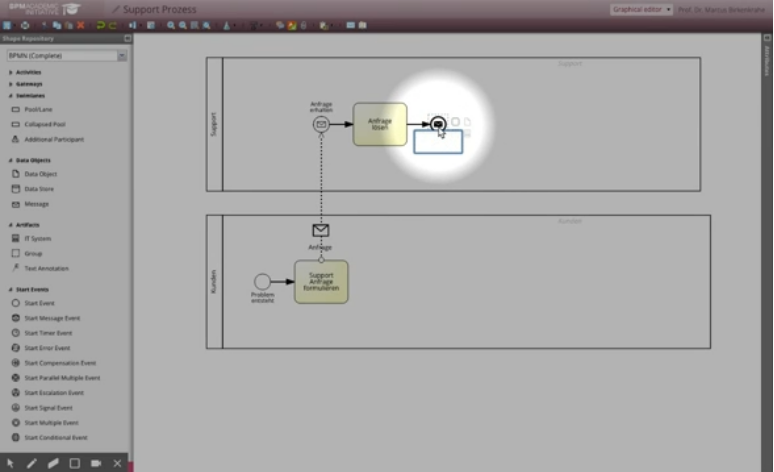 BPMACADEMIC
INITIATIVE
Support Prozess
Graphical editor
Prof. Dr. Marcus Birkenkrahe
Shape Repository
BPMN (Complete)
Activities
Gateways
Swimlanes
Pool/Lane
Collapsed Pool
Additional Participant
Data Objects
Data Object
Data Store
Message
Artifacts
IT System
Group
Text Annotation
Start Events
Start Event
Start Message Event
Start Timer Event
Start Error Event
Start Compensation Event
Start Parallel Multiple Event
Start Escalation Event
Start Signal Event
Start Multiple Event
Start Conditional Event
Support
Support
Anfrage
erhalten
Anfrage
lösen
Kunden
Kunden
Anfrage
Problem
entsteht
Support
Anfrage
formulieren
Attributes